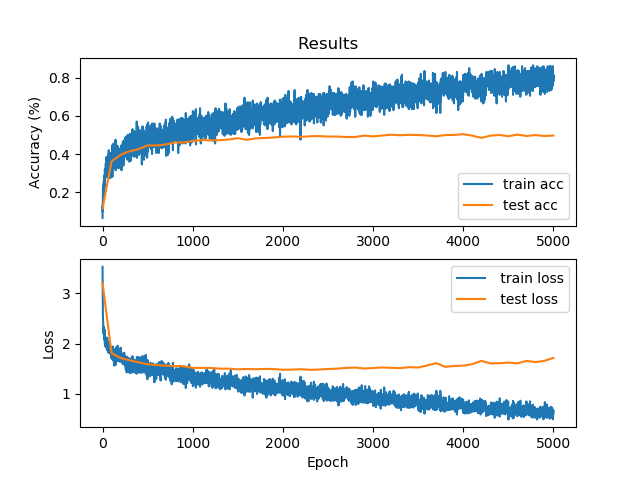 Results
Accuracy (%)
0.8
0.6
0.4
0.2
train acc
test acc
0 1000 2000 3000 4000 5000
Loss
3
2
1
train loss
test loss
0 1000 2000 3000 4000 5000
Epoch